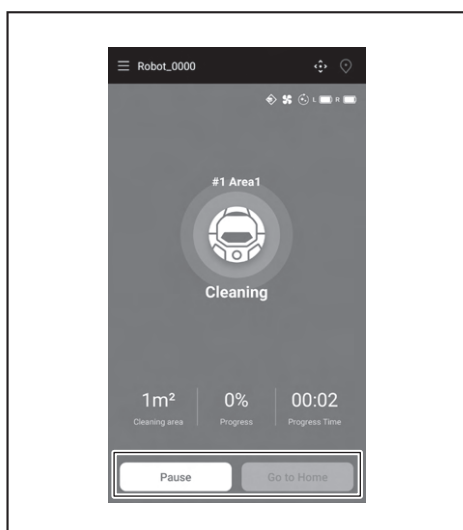 Robot_0000
L R
#1 Area1
Cleaning
1m² 0% 00:02
Cleaning area Progress Progress Time
Pause Go to Home